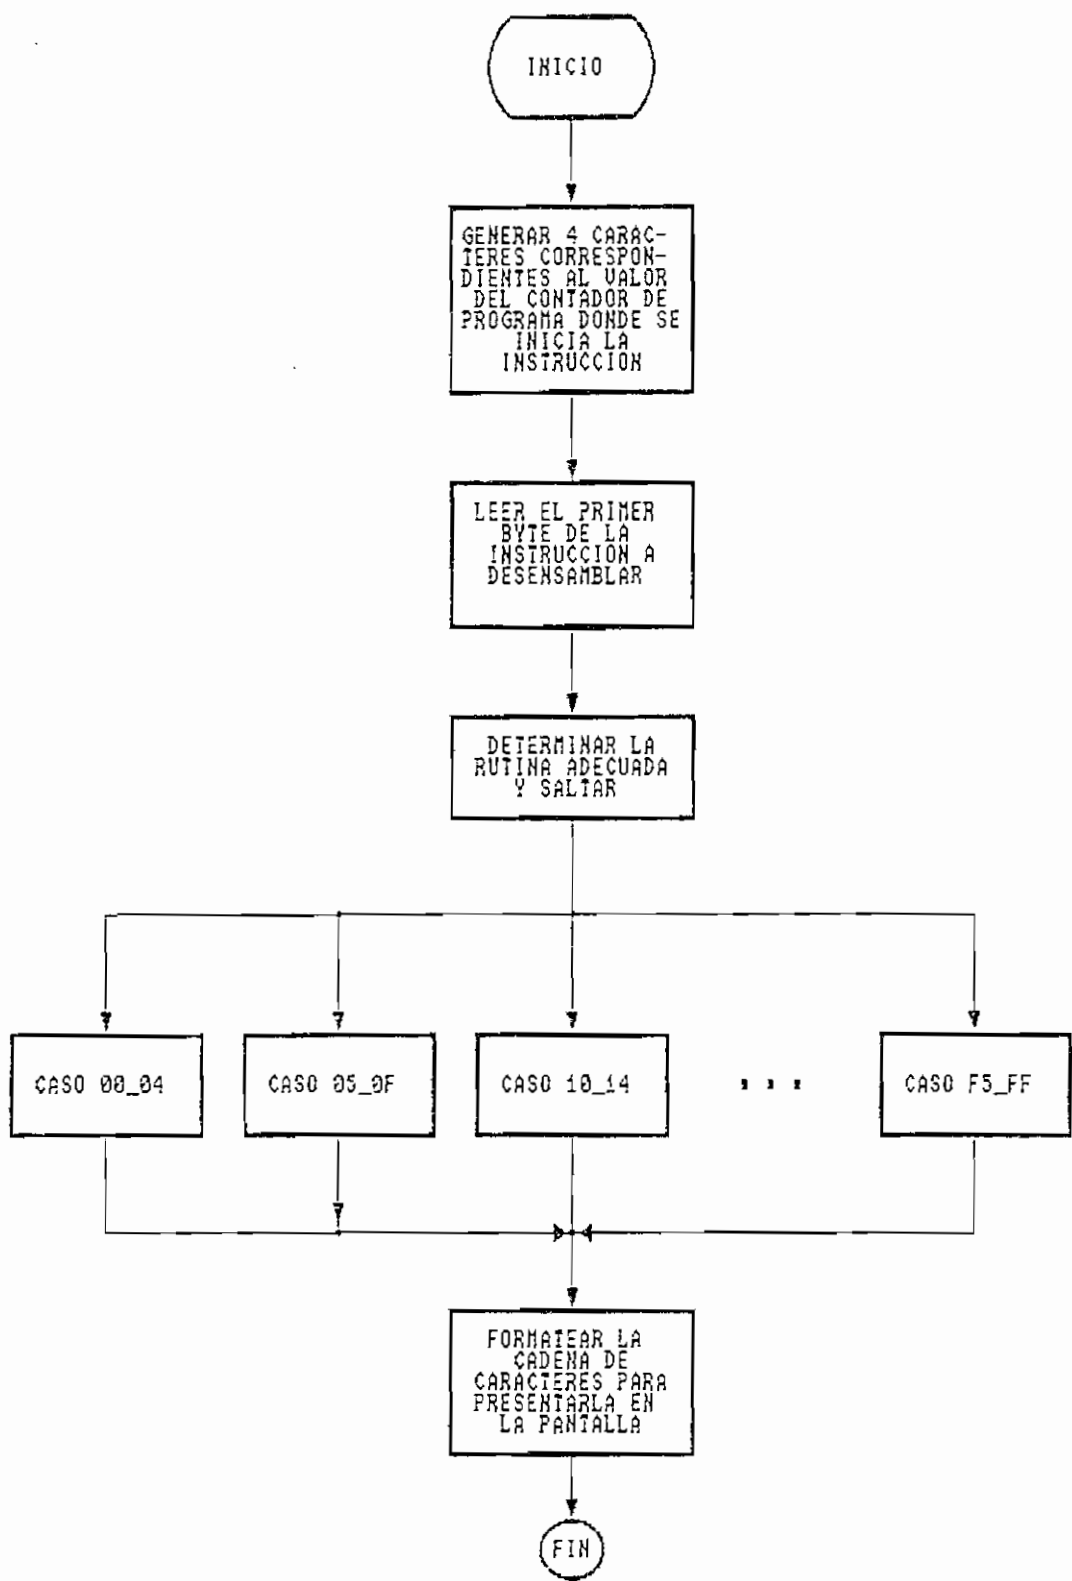 INICIO
GENERAR 4 CARAC-
TERES CORRESPON-
DIENTES AL VALOR
DEL CONTADOR DE
PROGRAMA DONDE SE
INICIA LA
INSTRUCCION
LEER EL PRIMER
BYTE DE LA
INSTRUCCION A
DESENSAMBLAR
DETERMINAR LA
RUTINA ADECUADA
Y SALTAR
CASO 00_04
CASO 05_0F
CASO 10_14
. . .
CASO F5_FF
FORMATEAR LA
CADENA DE
CARACTERES PARA
PRESENTARLA EN
LA PANTALLA
FIN